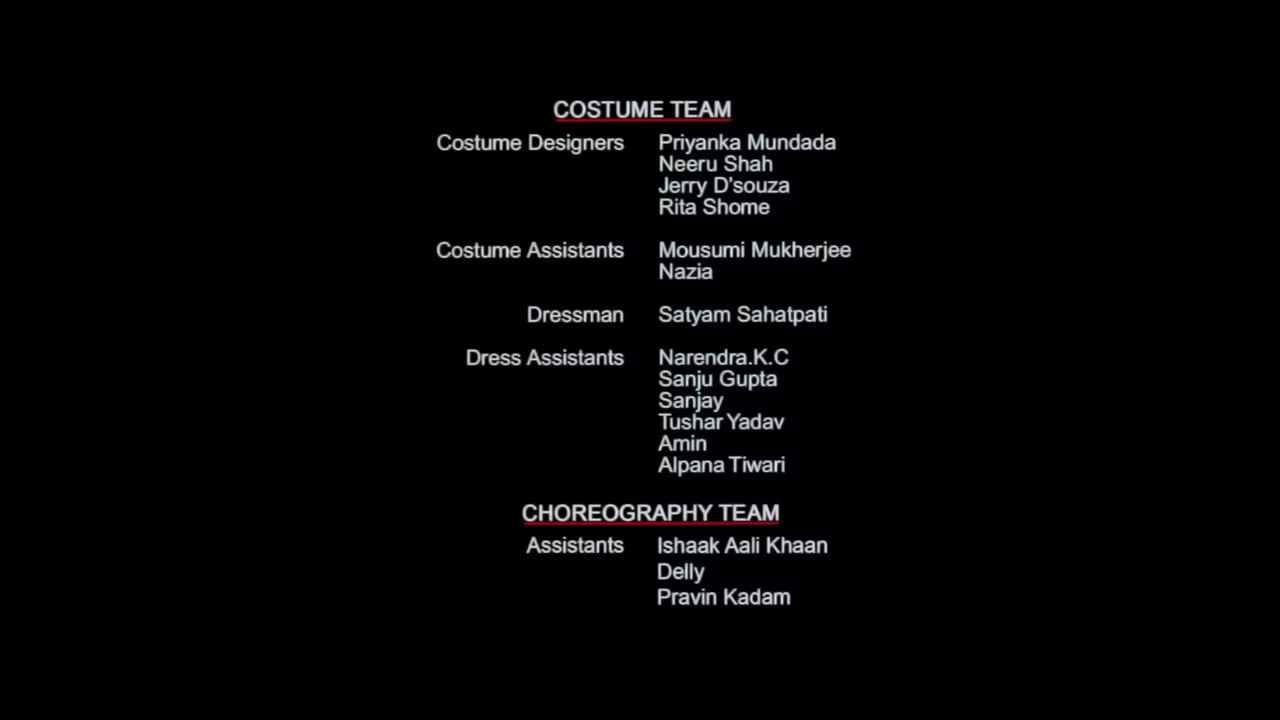 COSTUME TEAM
Costume Designers Priyanka Mundada
Neeru Shah
Jerry D'souza
Rita Shome
Costume Assistants Mousumi Mukherjee
Nazia
Dressman Satyam Sahatpati
Dress Assistants Narendra.K.C
Sanju Gupta
Sanjay
Tushar Yadav
Amin
Alpana Tiwari
CHOREOGRAPHY TEAM
Assistants Ishaak Aali Khaan
Delly
Pravin Kadam